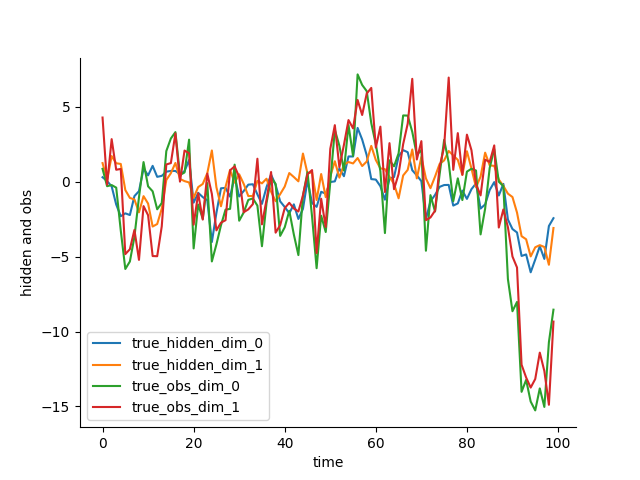 hidden and obs
5
0
−5
−10
−15
true_hidden_dim_0
true_hidden_dim_1
true_obs_dim_0
true_obs_dim_1
0 20 40 60 80 100
time